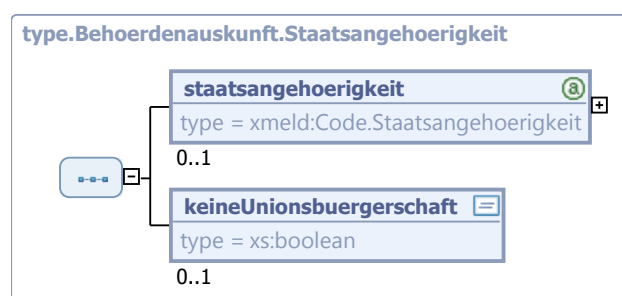 type.Behoerdenauskunft.Staatsangehoerigkeit
staatsangehoerigkeit
type = xmeld:Code.Staatsangehoerigkeit
0..1
keineUnionsbuergerschaft
type = xs:boolean
0..1